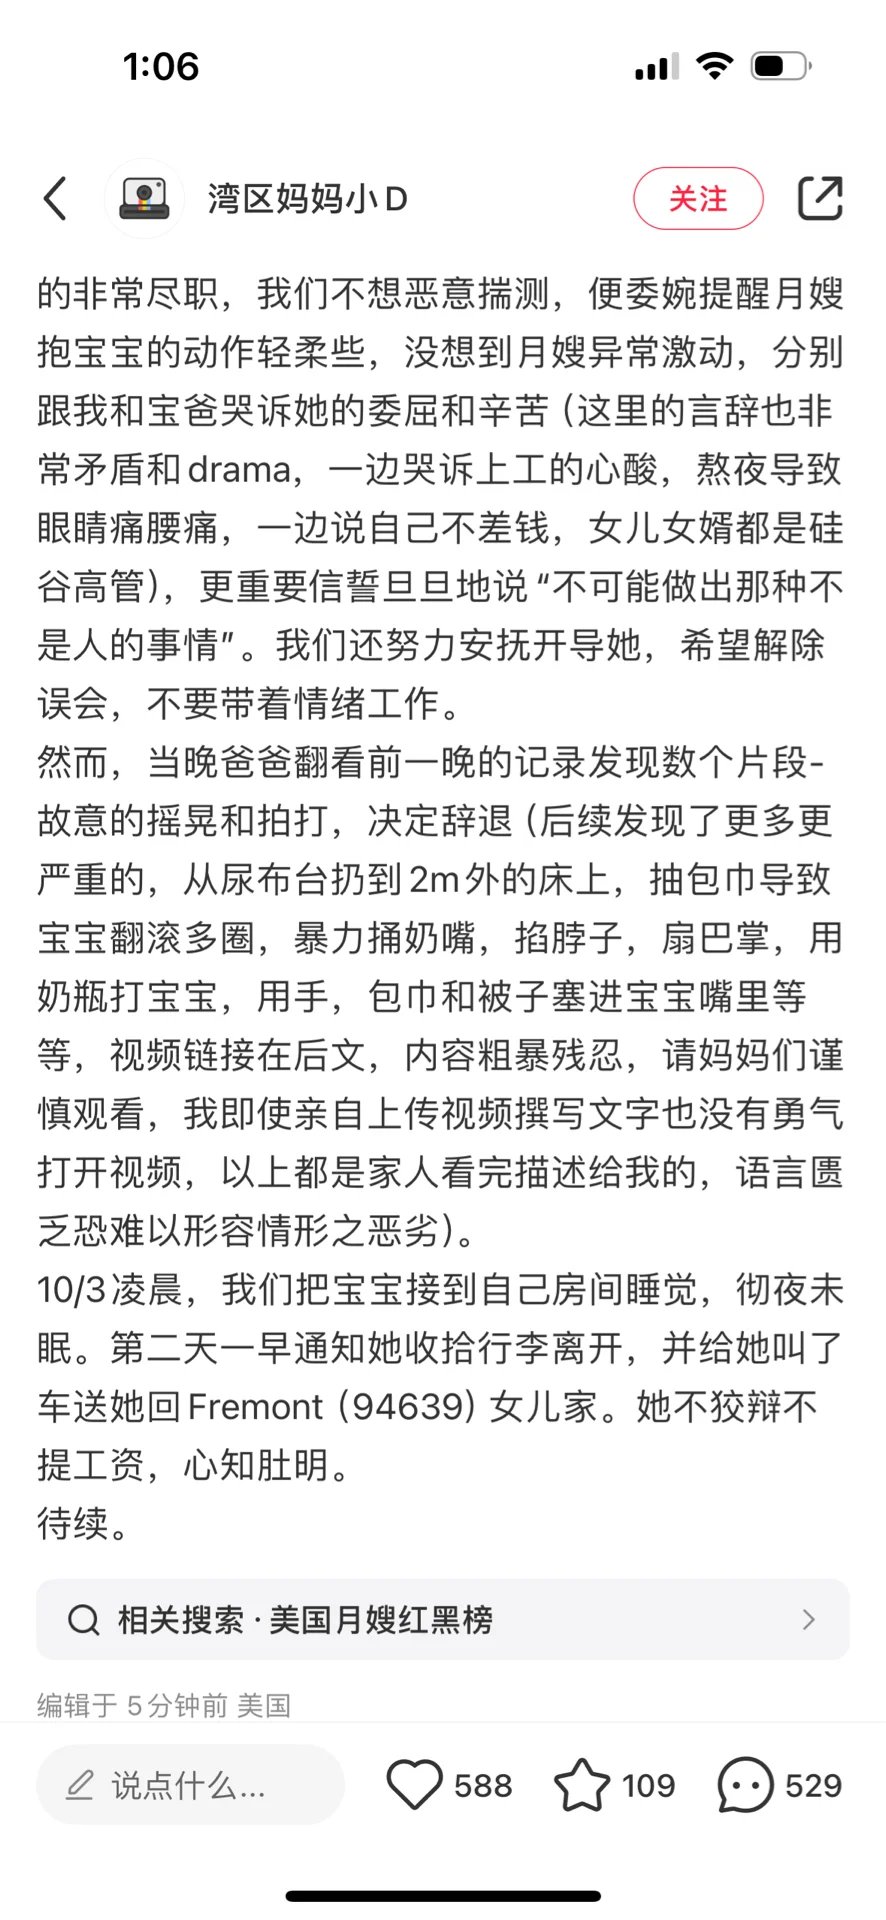 1:06
湾区妈妈小D
关注
的非常尽职，我们不想恶意揣测，便委婉提醒月嫂
抱宝宝的动作轻柔些，没想到月嫂异常激动，分别
跟我和宝爸哭诉她的委屈和辛苦（这里的言辞也非
常矛盾和drama，一边哭诉上工的心酸，熬夜导致
眼睛痛腰痛，一边说自己不差钱，女儿女婿都是硅
谷高管），更重要信誓旦旦地说“不可能做出那种不
是人的事情”。我们还努力安抚开导她，希望解除
误会，不要带着情绪工作。
然而，当晚爸爸翻看前一晚的记录发现数个片段-
故意的摇晃和拍打，决定辞退（后续发现了更多更
严重的，从尿布台扔到2m外的床上，抽包巾导致
宝宝翻滚多圈，暴力捅奶嘴，掐脖子，扇巴掌，用
奶瓶打宝宝，用手，包巾和被子塞进宝宝嘴里等
等，视频链接在后文，内容粗暴残忍，请妈妈们谨
慎观看，我即使亲自上传视频撰写文字也没有勇气
打开视频，以上都是家人看完描述给我的，语言匮
乏恐难以形容情形之恶劣）。
10/3凌晨，我们把宝宝接到自己房间睡觉，彻夜未
眠。第二天一早通知她收拾行李离开，并给她叫了
车送她回Fremont（94639）女儿家。她不狡辩不
提工资，心知肚明。
待续。
相关搜索·美国月嫂红黑榜
编辑于 5分钟前 美国
说点什么...
588
109
529